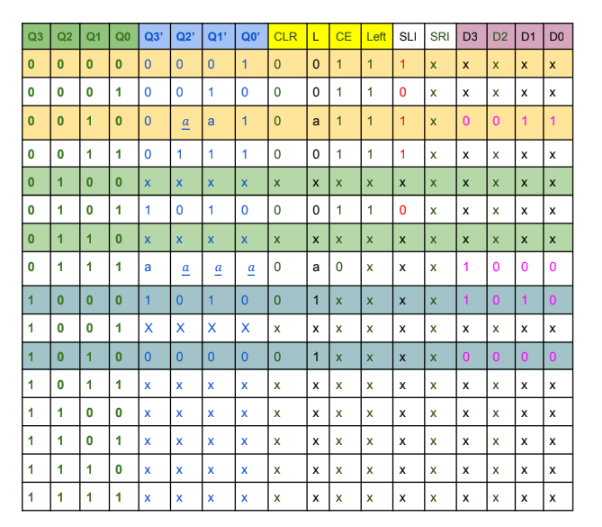 Q3 Q2 Q1 Q0 Q3' Q2' Q1' Q0' CLR L CE Left SLI SRI D3 D2 D1 D0
0 0 0 0 0 0 0 1 0 0 1 1 1 x x x x x
0 0 0 1 0 0 1 0 0 0 1 1 0 x x x x x
0 0 1 0 0 a a 1 0 a 1 1 1 x 0 0 1 1
0 0 1 1 0 1 1 1 0 0 1 1 1 x x x x x
0 1 0 0 x x x x x x x x x x x x x x
0 1 0 1 1 0 1 0 0 0 1 1 0 x x x x x
0 1 1 0 x x x x x x x x x x x x x x
0 1 1 1 a a a a 0 a 0 x x x 1 0 0 0
1 0 0 0 1 0 1 0 0 1 x x x x 1 0 1 0
1 0 0 1 X X X X x x x x x x x x x x
1 0 1 0 0 0 0 0 0 1 x x x x 0 0 0 0
1 0 1 1 x x x x x x x x x x x x x x
1 1 0 0 x x x x x x x x x x x x x x
1 1 0 1 x x x x x x x x x x x x x x
1 1 1 0 x x x x x x x x x x x x x x
1 1 1 1 x x x x x x x x x x x x x x